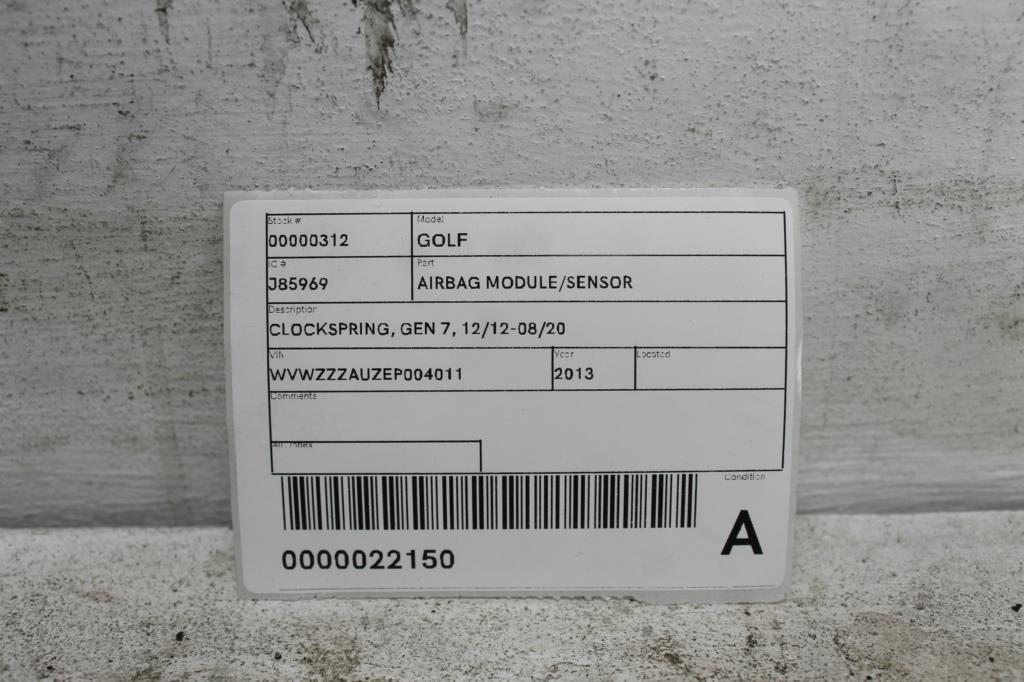 Stock # Model
00000312 GOLF
IC # Part
J85969 AIRBAG MODULE/SENSOR
Description
CLOCKSPRING, GEN 7, 12/12-08/20
VIN Year Located
WVWZZZAUZEP004011 2013
Comments
Alt. Index
Condition
A
0000022150